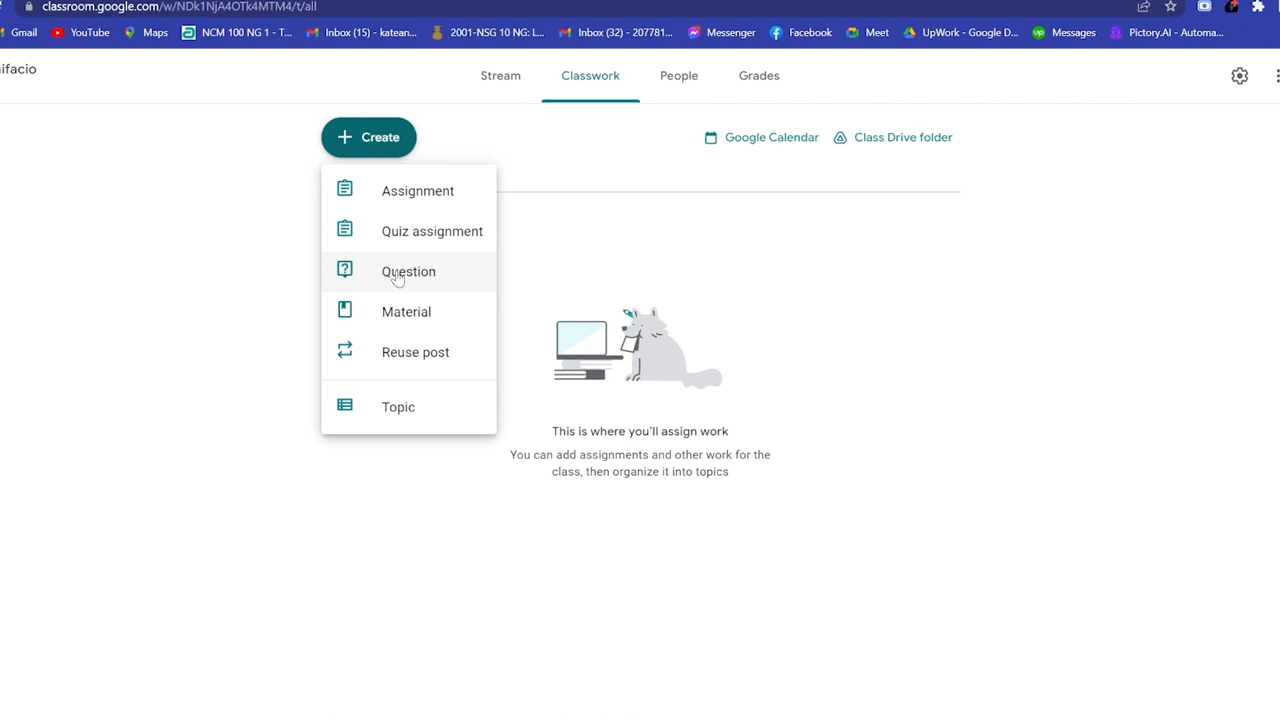 classroom.google.com/w/NDk1NjA4OTk4MTM4/t/all
Gmail YouTube Maps NCM 100 NG 1 - T... Inbox (15) - katean... 2001-NSG 10 NG: L... Inbox (32) - 207781... Messenger Facebook Meet UpWork - Google D... Messages Pictory.AI - Automa...
ifacio
Stream Classwork People Grades
+ Create
Google Calendar Class Drive folder
Assignment
Quiz assignment
Question
Material
Reuse post
Topic
This is where you'll assign work
You can add assignments and other work for the
class, then organize it into topics